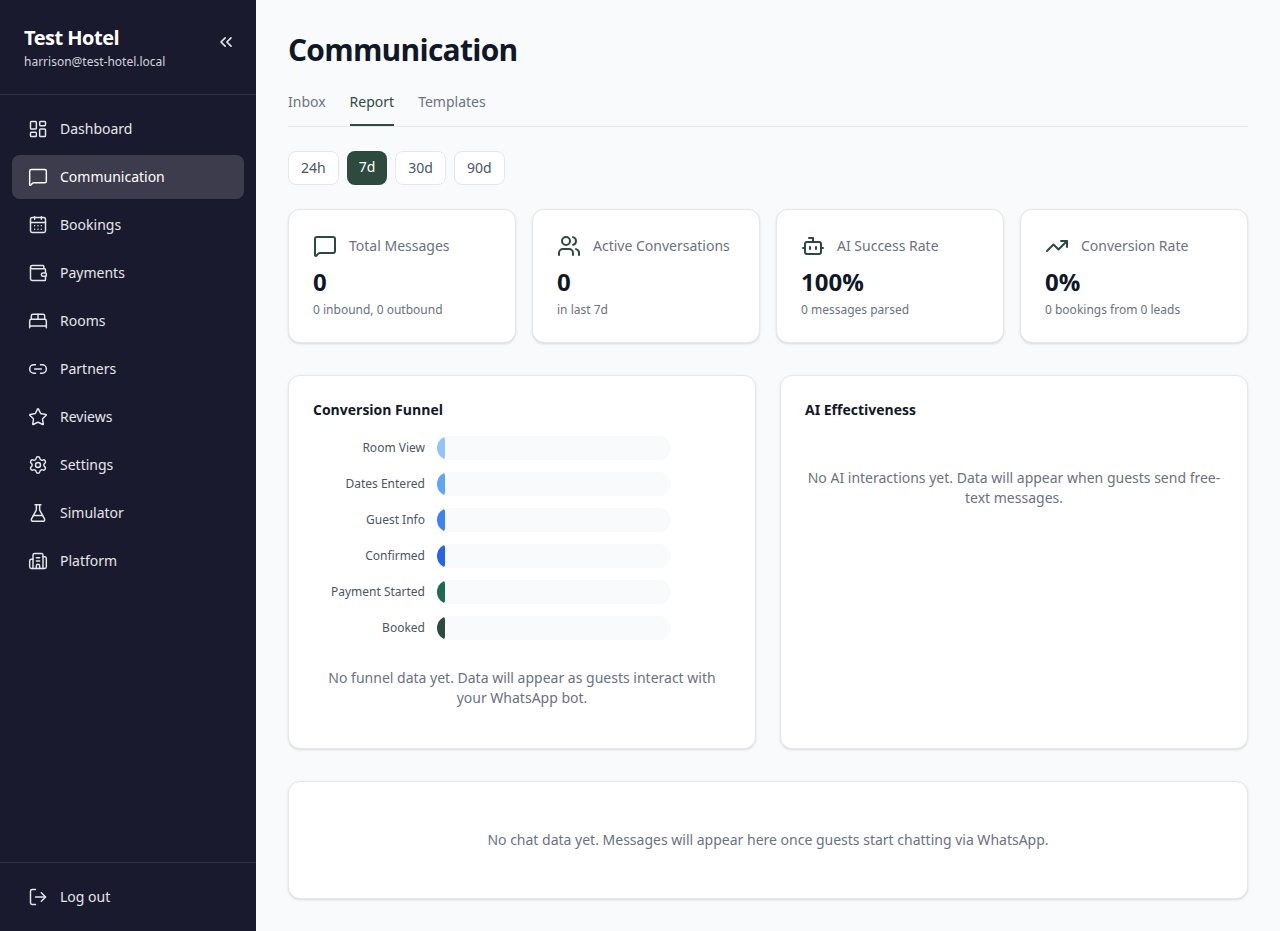 Test Hotel
harrison@test-hotel.local
Dashboard
Communication
Bookings
Payments
Rooms
Partners
Reviews
Settings
Simulator
Platform
Log out
Communication
Inbox Report Templates
24h 7d 30d 90d
Total Messages
0
0 inbound, 0 outbound
Active Conversations
0
in last 7d
AI Success Rate
100%
0 messages parsed
Conversion Rate
0%
0 bookings from 0 leads
Conversion Funnel
Room View
Dates Entered
Guest Info
Confirmed
Payment Started
Booked
No funnel data yet. Data will appear as guests interact with
your WhatsApp bot.
AI Effectiveness
No AI interactions yet. Data will appear when guests send free-
text messages.
No chat data yet. Messages will appear here once guests start chatting via WhatsApp.